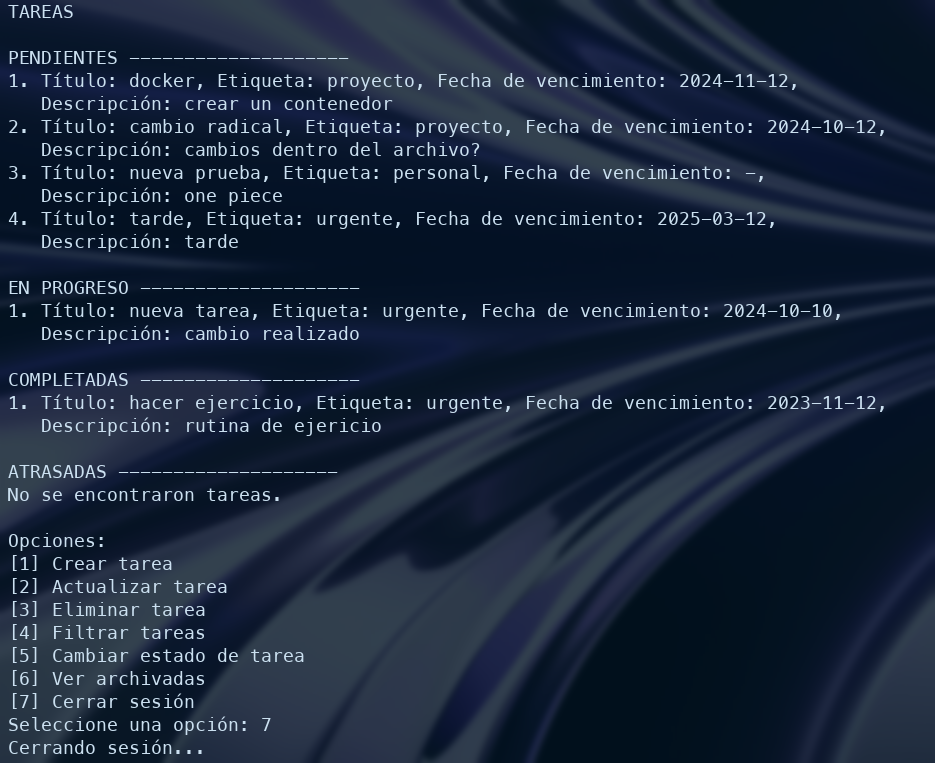 TAREAS
PENDIENTES --------------------
1. Título: docker, Etiqueta: proyecto, Fecha de vencimiento: 2024-11-12,
Descripción: crear un contenedor
2. Título: cambio radical, Etiqueta: proyecto, Fecha de vencimiento: 2024-10-12,
Descripción: cambios dentro del archivo?
3. Título: nueva prueba, Etiqueta: personal, Fecha de vencimiento: -,
Descripción: one piece
4. Título: tarde, Etiqueta: urgente, Fecha de vencimiento: 2025-03-12,
Descripción: tarde
EN PROGRESO --------------------
1. Título: nueva tarea, Etiqueta: urgente, Fecha de vencimiento: 2024-10-10,
Descripción: cambio realizado
COMPLETADAS --------------------
1. Título: hacer ejercicio, Etiqueta: urgente, Fecha de vencimiento: 2023-11-12,
Descripción: rutina de ejericio
ATRASADAS --------------------
No se encontraron tareas.
Opciones:
[1] Crear tarea
[2] Actualizar tarea
[3] Eliminar tarea
[4] Filtrar tareas
[5] Cambiar estado de tarea
[6] Ver archivadas
[7] Cerrar sesión
Seleccione una opción: 7
Cerrando sesión...